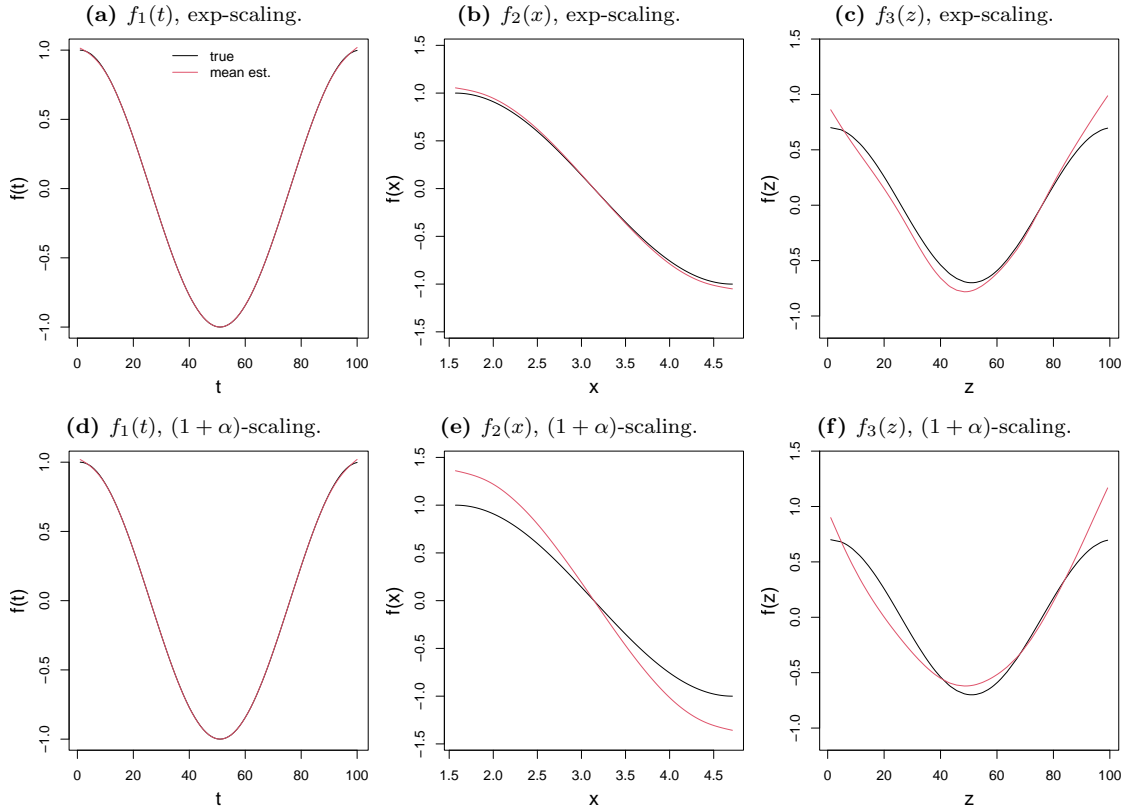 (a) f₁(t), exp-scaling.
1.0
0.5
0.0
−0.5
−1.0
f(t)
true
mean est.
0 20 40 60 80 100
t
(b) f₂(x), exp-scaling.
1.5
1.0
0.5
0.0
−0.5
−1.0
−1.5
f(x)
1.5 2.0 2.5 3.0 3.5 4.0 4.5
x
(c) f₃(z), exp-scaling.
1.5
1.0
0.5
0.0
−0.5
−1.0
f(z)
0 20 40 60 80 100
z
(d) f₁(t), (1 + α)-scaling.
1.0
0.5
0.0
−0.5
−1.0
f(t)
0 20 40 60 80 100
t
(e) f₂(x), (1 + α)-scaling.
1.5
1.0
0.5
0.0
−0.5
−1.0
−1.5
f(x)
1.5 2.0 2.5 3.0 3.5 4.0 4.5
x
(f) f₃(z), (1 + α)-scaling.
1.5
1.0
0.5
0.0
−0.5
−1.0
f(z)
0 20 40 60 80 100
z